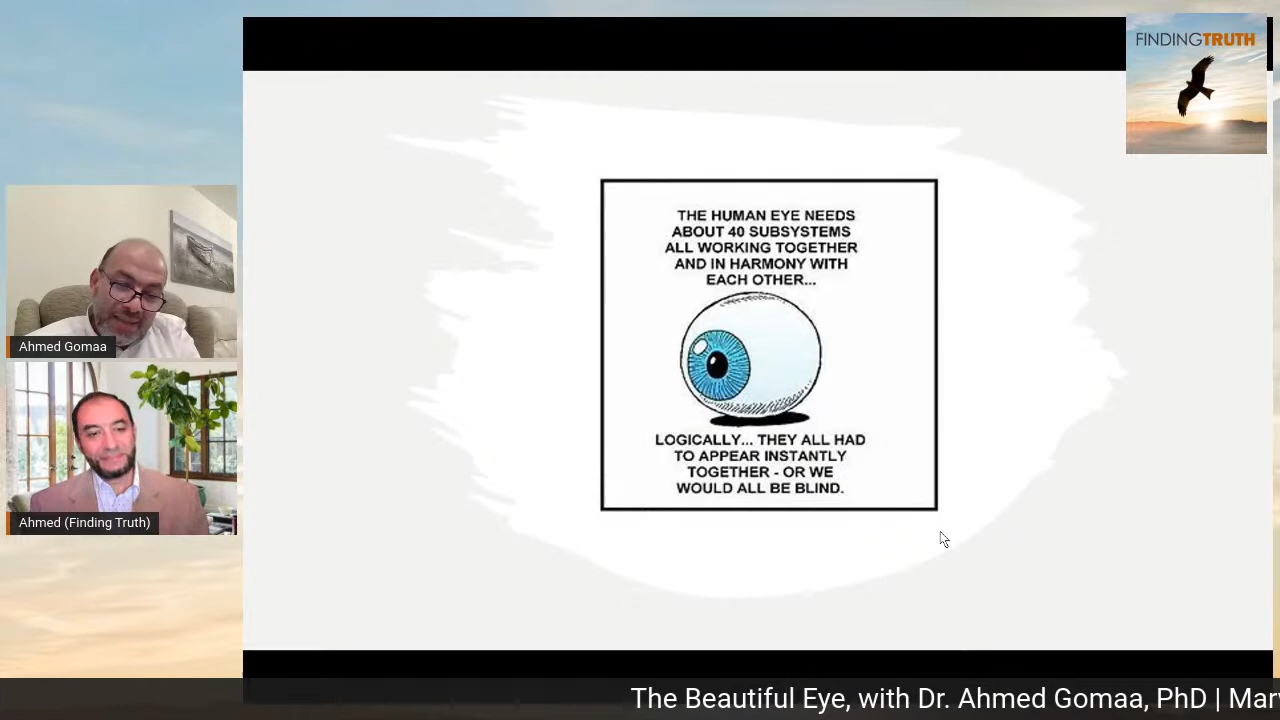 FINDINGTRUTH
THE HUMAN EYE NEEDS
ABOUT 40 SUBSYSTEMS
ALL WORKING TOGETHER
AND IN HARMONY WITH
EACH OTHER...
LOGICALLY... THEY ALL HAD
TO APPEAR INSTANTLY
TOGETHER - OR WE
WOULD ALL BE BLIND.
Ahmed Gomaa
Ahmed (Finding Truth)
The Beautiful Eye, with Dr. Ahmed Gomaa, PhD | Mar